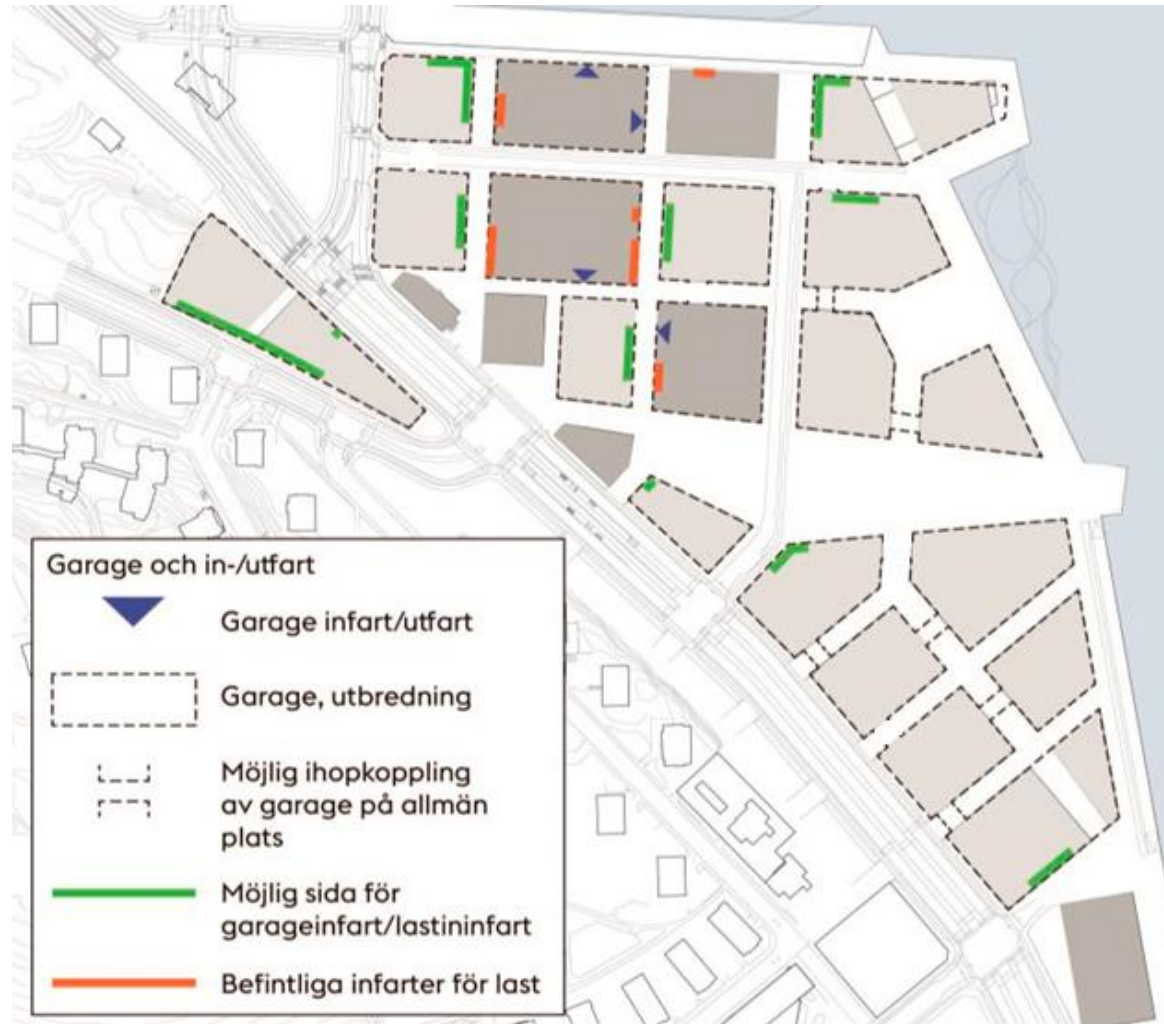 Garage och in-/utfart
Garage infart/utfart
Garage, utbredning
Möjlig ihopkoppling
av garage på allmän
plats
Möjlig sida för
garageinfart/lastininfart
Befintliga infarter för last